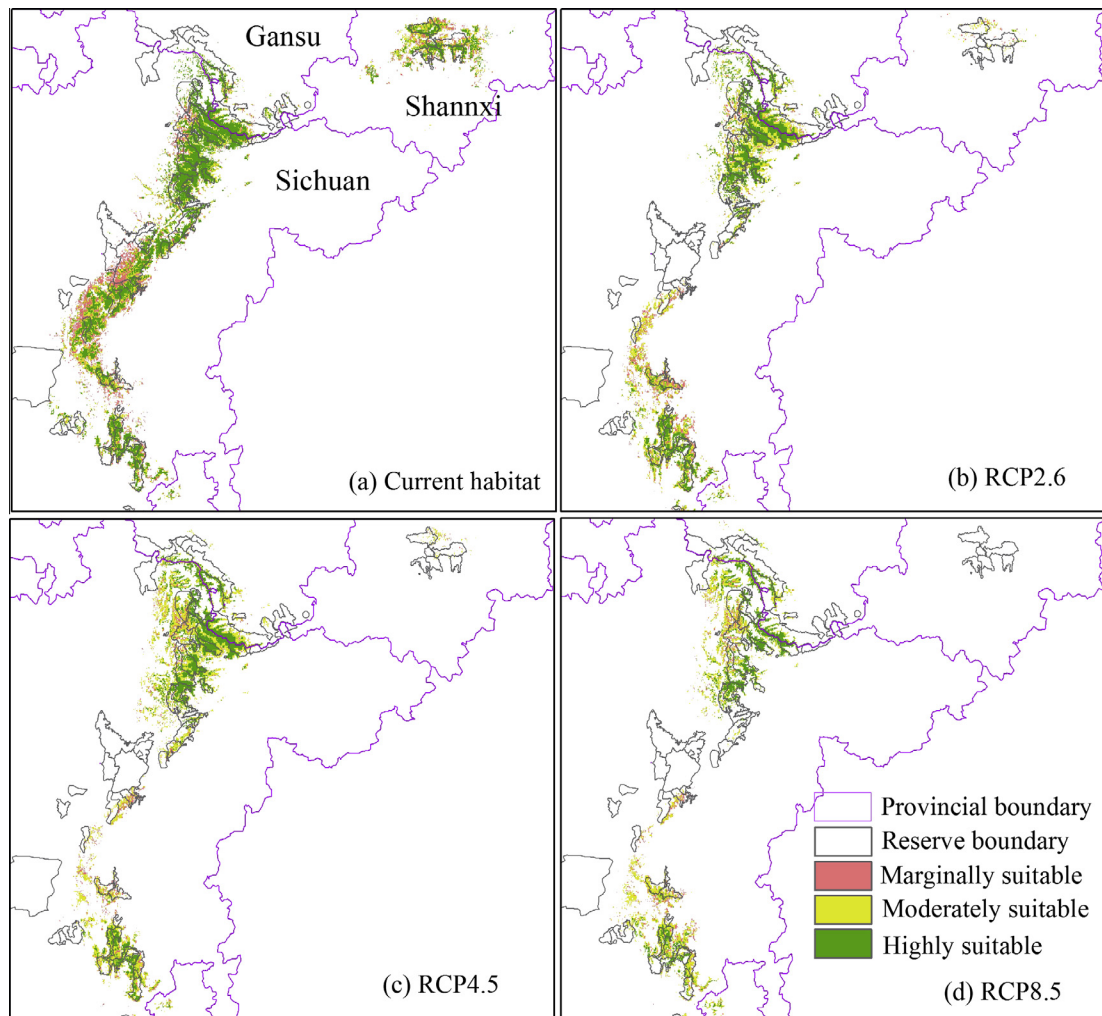 Gansu
Shannxi
Sichuan
(a) Current habitat
(b) RCP2.6
(c) RCP4.5
Provincial boundary
Reserve boundary
Marginally suitable
Moderately suitable
Highly suitable
(d) RCP8.5